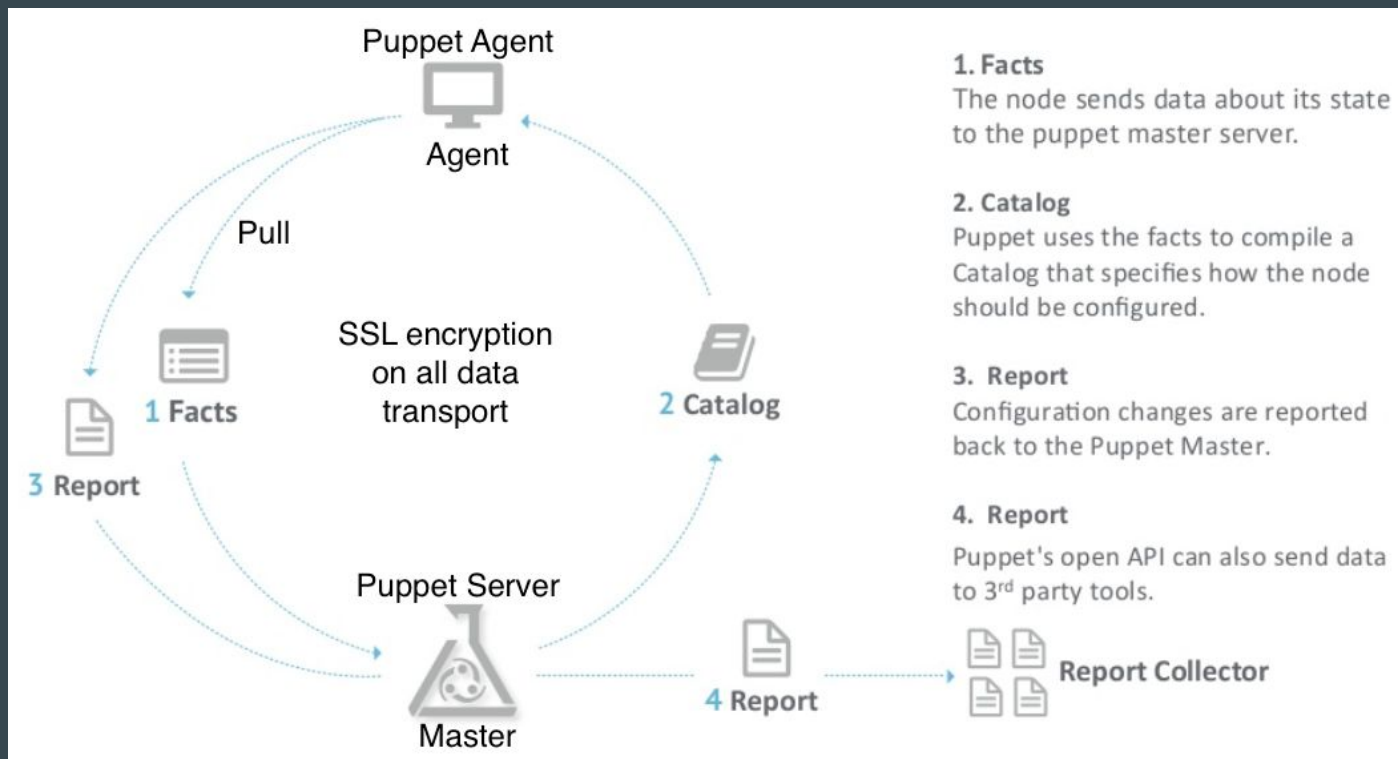 Puppet Agent
Agent
Pull
SSL encryption
on all data
transport
1 Facts
2 Catalog
3 Report
Puppet Server
Master
4 Report
Report Collector
1. Facts
The node sends data about its state
to the puppet master server.
2. Catalog
Puppet uses the facts to compile a
Catalog that specifies how the node
should be configured.
3. Report
Configuration changes are reported
back to the Puppet Master.
4. Report
Puppet's open API can also send data
to 3rd party tools.